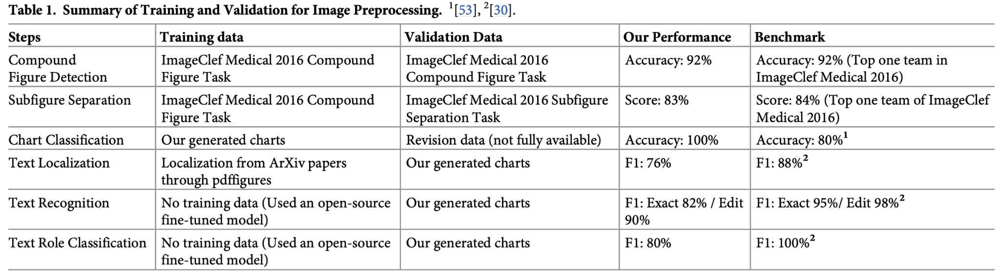 Table 1. Summary of Training and Validation for Image Preprocessing. ¹[53], ²[30].
Steps | Training data | Validation Data | Our Performance | Benchmark
Compound Figure Detection | ImageClef Medical 2016 Compound Figure Task | ImageClef Medical 2016 Compound Figure Task | Accuracy: 92% | Accuracy: 92% (Top one team in ImageClef Medical 2016)
Subfigure Separation | ImageClef Medical 2016 Compound Figure Task | ImageClef Medical 2016 Subfigure Separation Task | Score: 83% | Score: 84% (Top one team of ImageClef Medical 2016)
Chart Classification | Our generated charts | Revision data (not fully available) | Accuracy: 100% | Accuracy: 80%¹
Text Localization | Localization from ArXiv papers through pdffigures | Our generated charts | F1: 76% | F1: 88%²
Text Recognition | No training data (Used an open-source fine-tuned model) | Our generated charts | F1: Exact 82% / Edit 90% | F1: Exact 95%/ Edit 98%²
Text Role Classification | No training data (Used an open-source fine-tuned model) | Our generated charts | F1: 80% | F1: 100%²